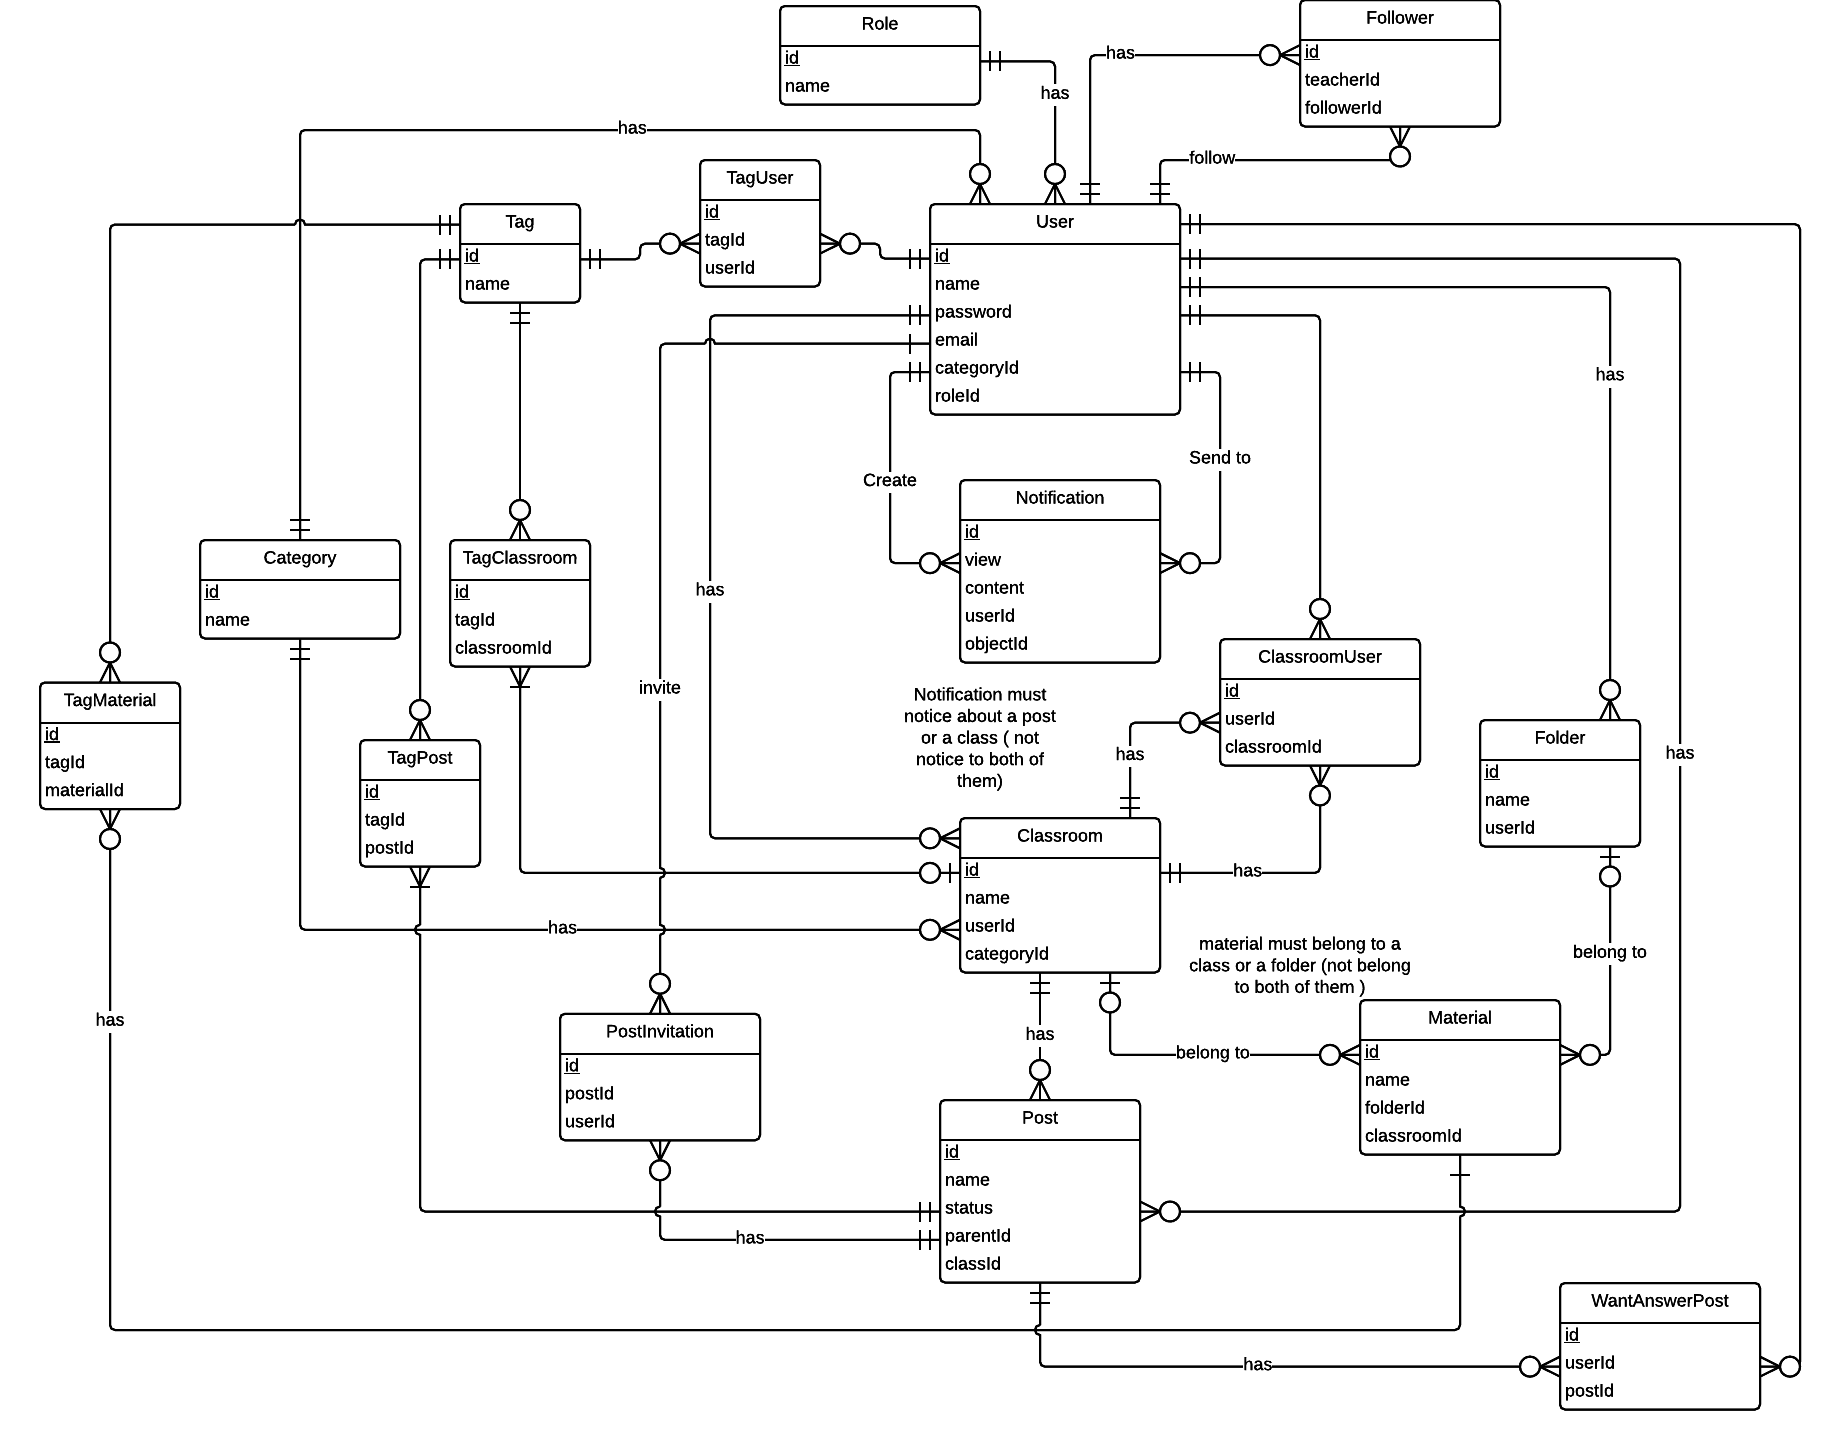 Role
id
name
Follower
id
teacherId
followerId
has
has
has
follow
TagUser
id
tagId
userId
Tag
id
name
User
id
name
password
email
categoryId
roleId
has
Create
Send to
Notification
id
view
content
userId
objectId
Category
id
name
TagClassroom
id
tagId
classroomId
has
invite
ClassroomUser
id
userId
classroomId
TagMaterial
id
tagId
materialId
Notification must
notice about a post
or a class ( not
notice to both of
them)
TagPost
id
tagId
postId
has
Folder
id
name
userId
has
Classroom
id
name
userId
categoryId
has
has
material must belong to a
class or a folder (not belong
to both of them )
belong to
has
PostInvitation
id
postId
userId
has
belong to
Material
id
name
folderId
classroomId
Post
id
name
status
parentId
classId
has
WantAnswerPost
id
userId
postId
has